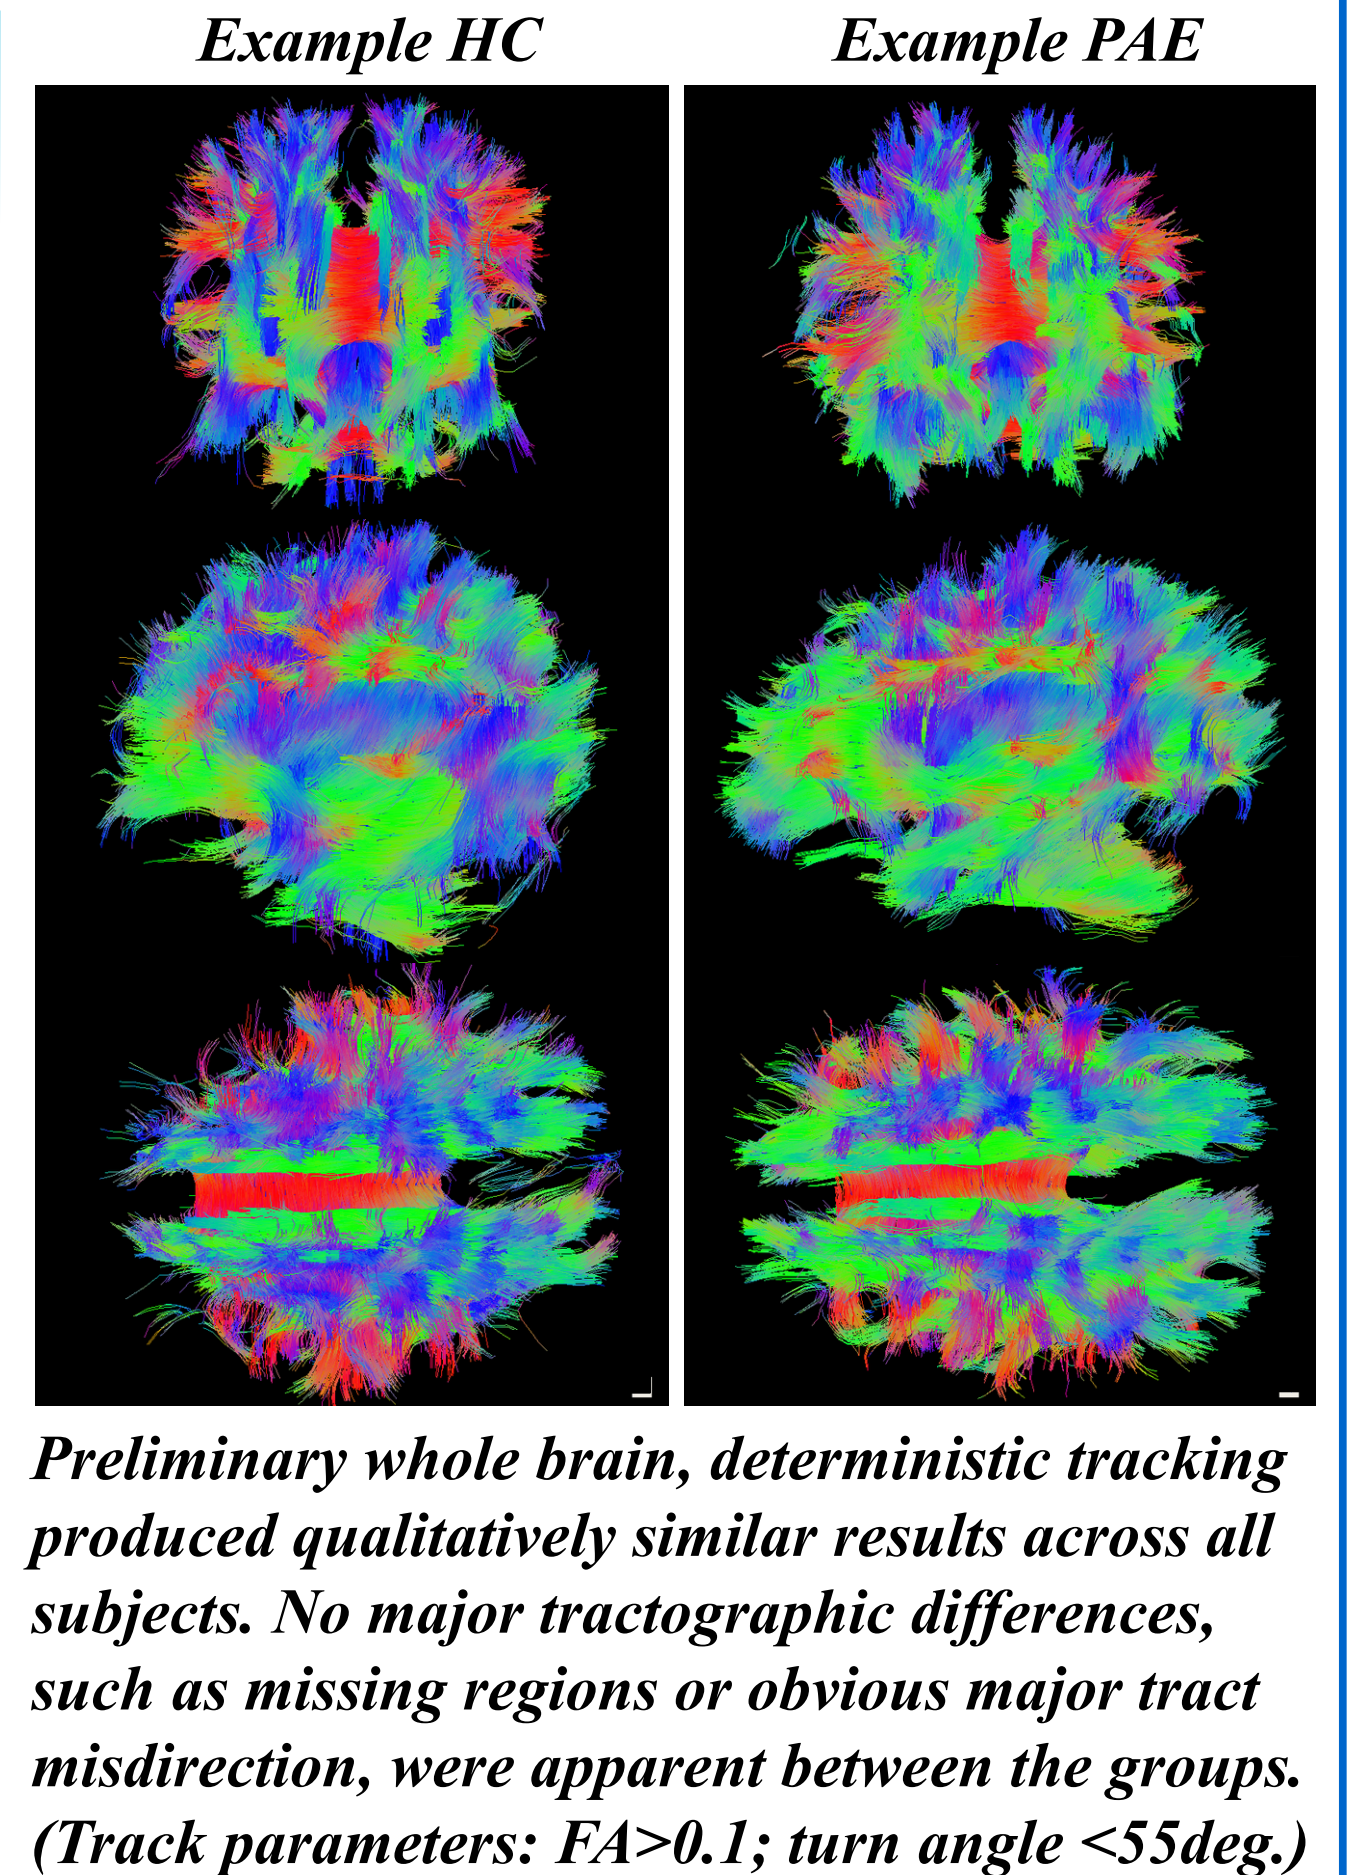 Example HC
Example PAE
Preliminary whole brain, deterministic tracking
produced qualitatively similar results across all
subjects. No major tractographic differences,
such as missing regions or obvious major tract
misdirection, were apparent between the groups.
(Track parameters: FA>0.1; turn angle <55deg.)